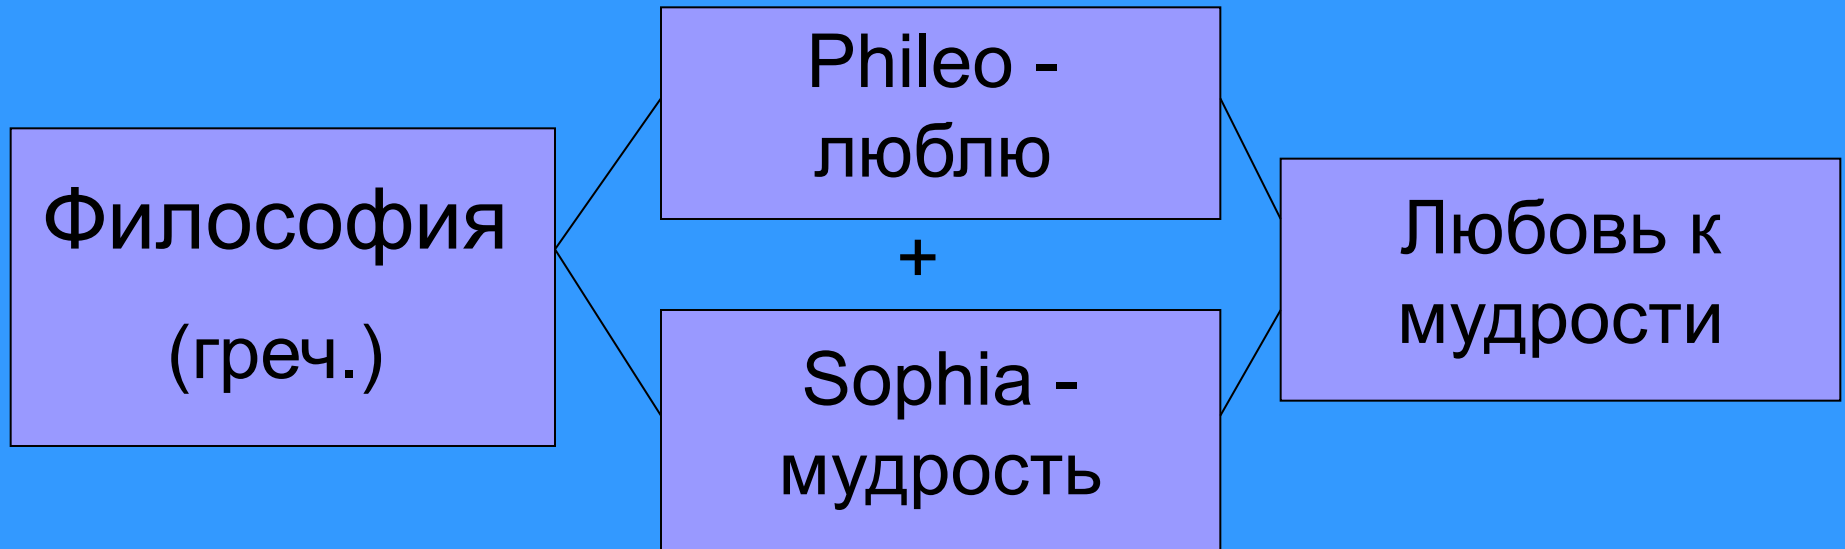 Философия
(греч.)
Phileo -
люблю
+
Sophia -
мудрость
Любовь к
мудрости